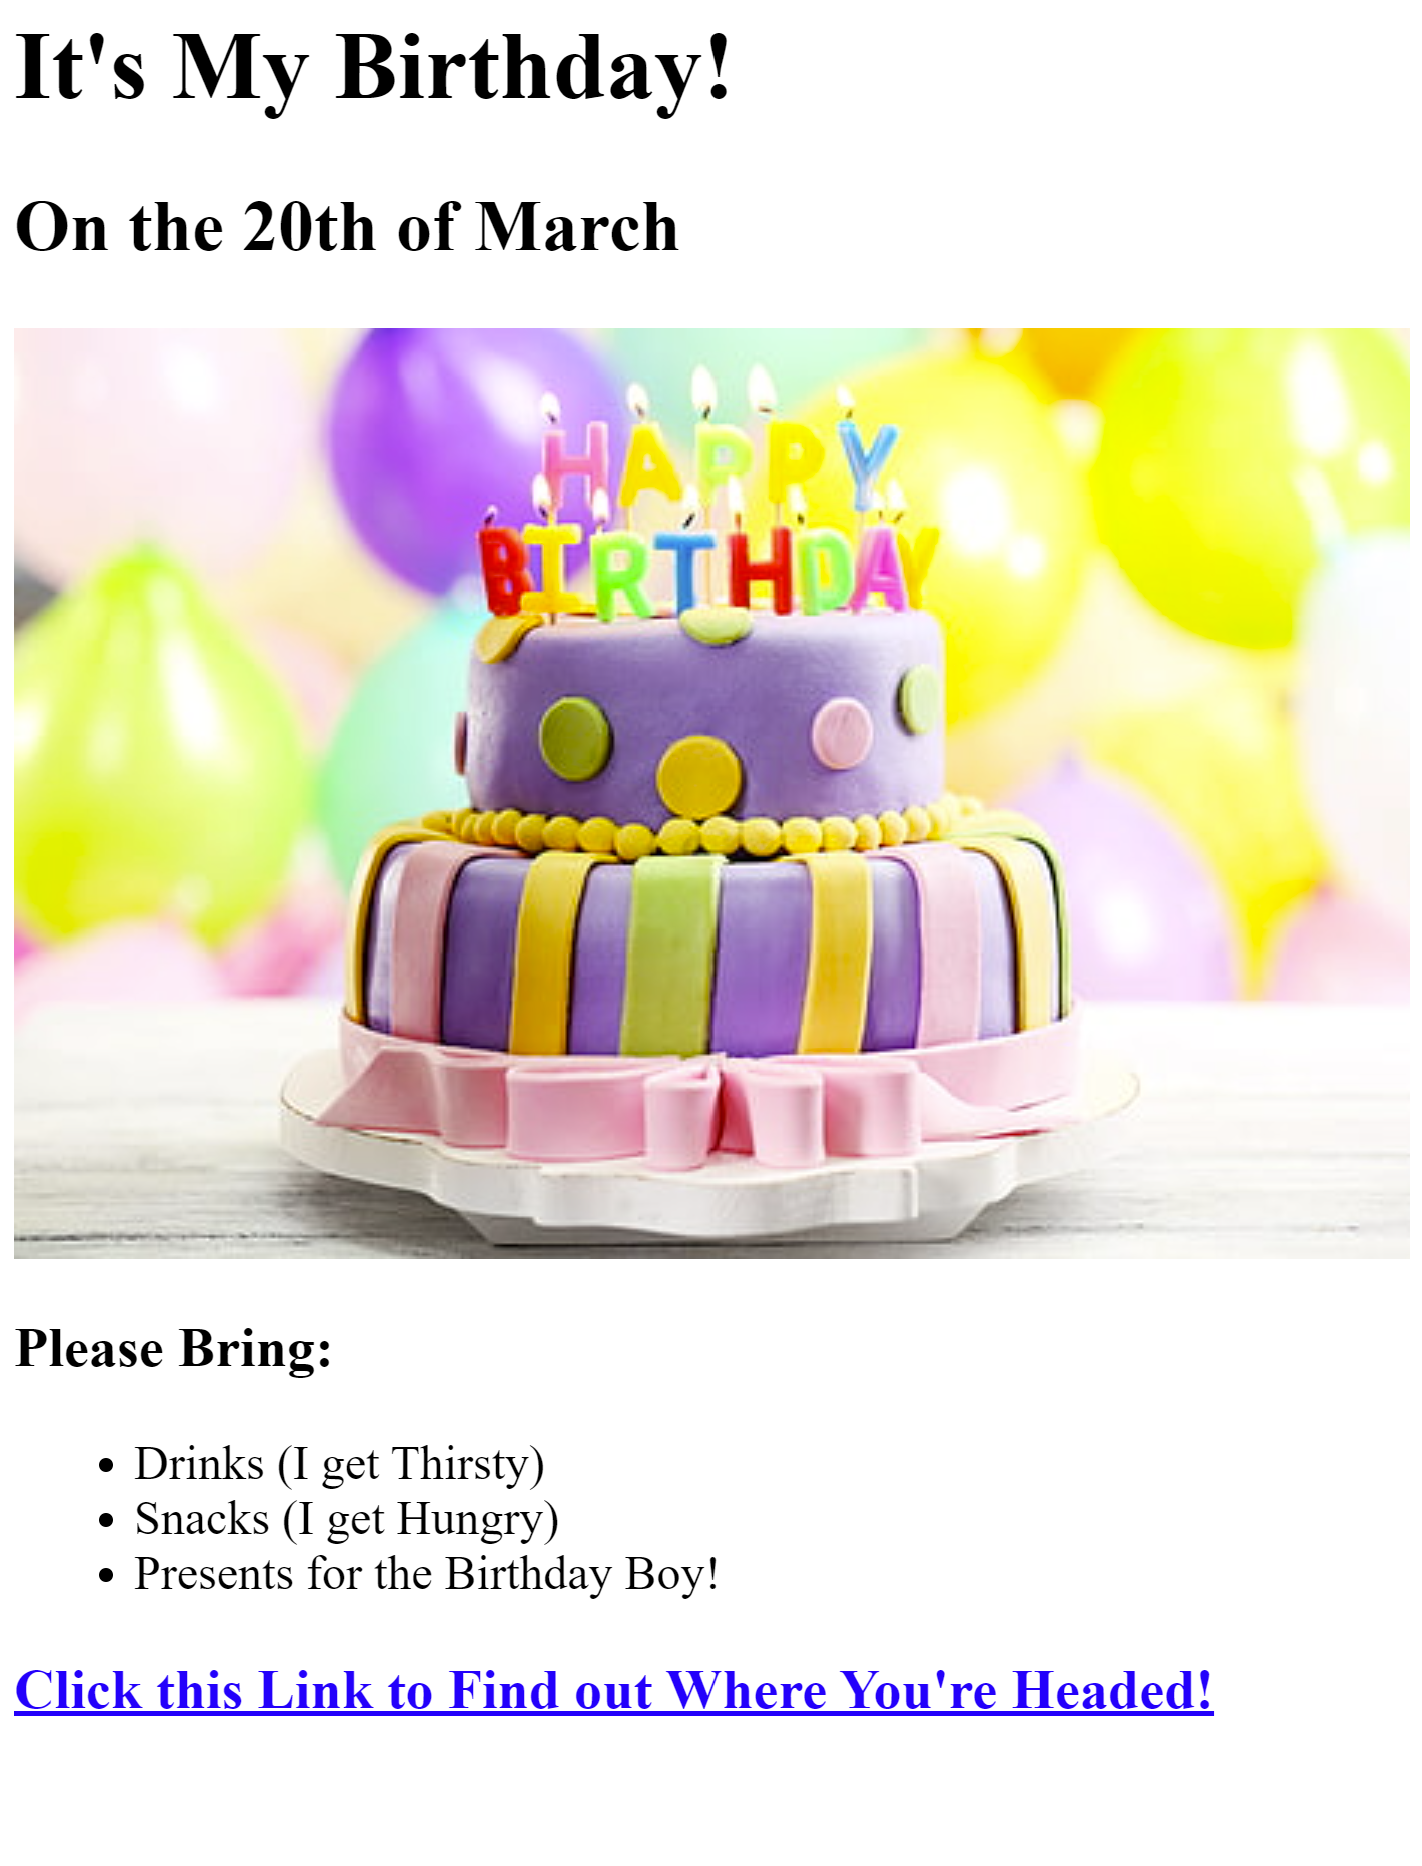 It's My Birthday!
On the 20th of March
HAPPY
BIRTHDAY
Please Bring:
Drinks (I get Thirsty)
Snacks (I get Hungry)
Presents for the Birthday Boy!
Click this Link to Find out Where You're Headed!